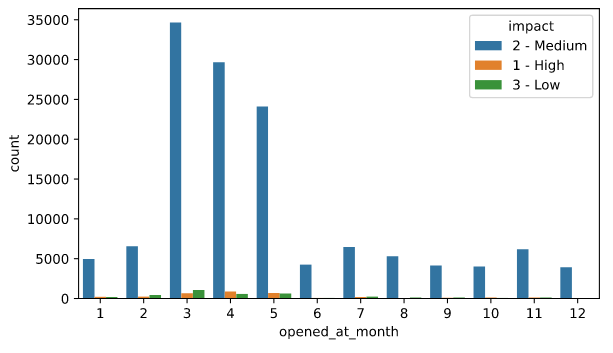 35000
30000
25000
20000
15000
10000
5000
0
count
impact
2 - Medium
1 - High
3 - Low
1 2 3 4 5 6 7 8 9 10 11 12
opened_at_month